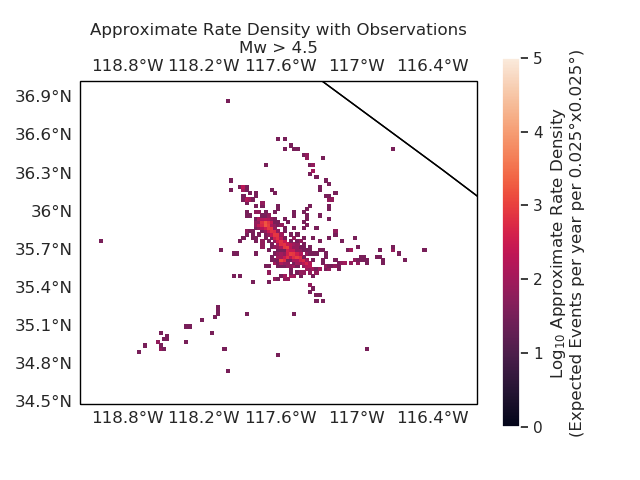 Approximate Rate Density with Observations
Mw > 4.5
118.8°W 118.2°W 117.6°W 117°W 116.4°W
36.9°N
36.6°N
36.3°N
36°N
35.7°N
35.4°N
35.1°N
34.8°N
34.5°N
118.8°W 118.2°W 117.6°W 117°W 116.4°W
5
4
3
2
1
0
Log₁₀ Approximate Rate Density
(Expected Events per year per 0.025°x0.025°)